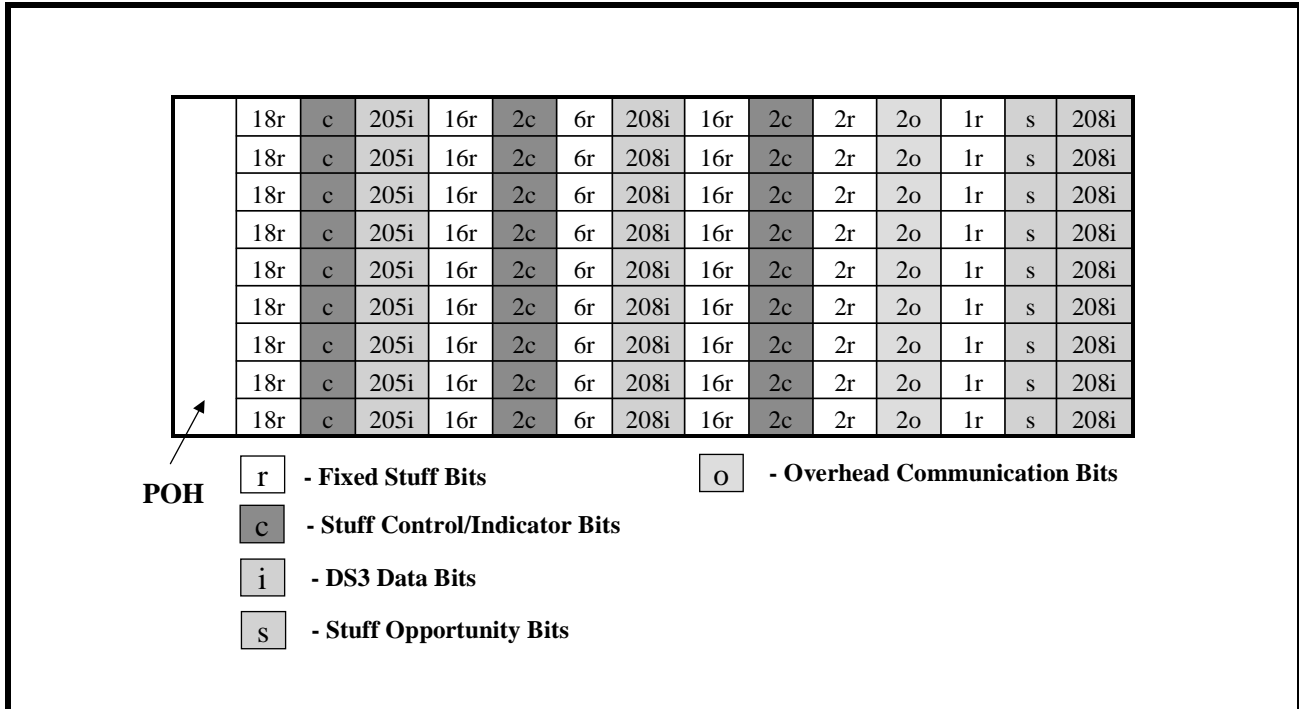 18r c 205i 16r 2c 6r 208i 16r 2c 2r 2o 1r s 208i
18r c 205i 16r 2c 6r 208i 16r 2c 2r 2o 1r s 208i
18r c 205i 16r 2c 6r 208i 16r 2c 2r 2o 1r s 208i
18r c 205i 16r 2c 6r 208i 16r 2c 2r 2o 1r s 208i
18r c 205i 16r 2c 6r 208i 16r 2c 2r 2o 1r s 208i
18r c 205i 16r 2c 6r 208i 16r 2c 2r 2o 1r s 208i
18r c 205i 16r 2c 6r 208i 16r 2c 2r 2o 1r s 208i
18r c 205i 16r 2c 6r 208i 16r 2c 2r 2o 1r s 208i
18r c 205i 16r 2c 6r 208i 16r 2c 2r 2o 1r s 208i
POH
r - Fixed Stuff Bits
o - Overhead Communication Bits
c - Stuff Control/Indicator Bits
i - DS3 Data Bits
s - Stuff Opportunity Bits